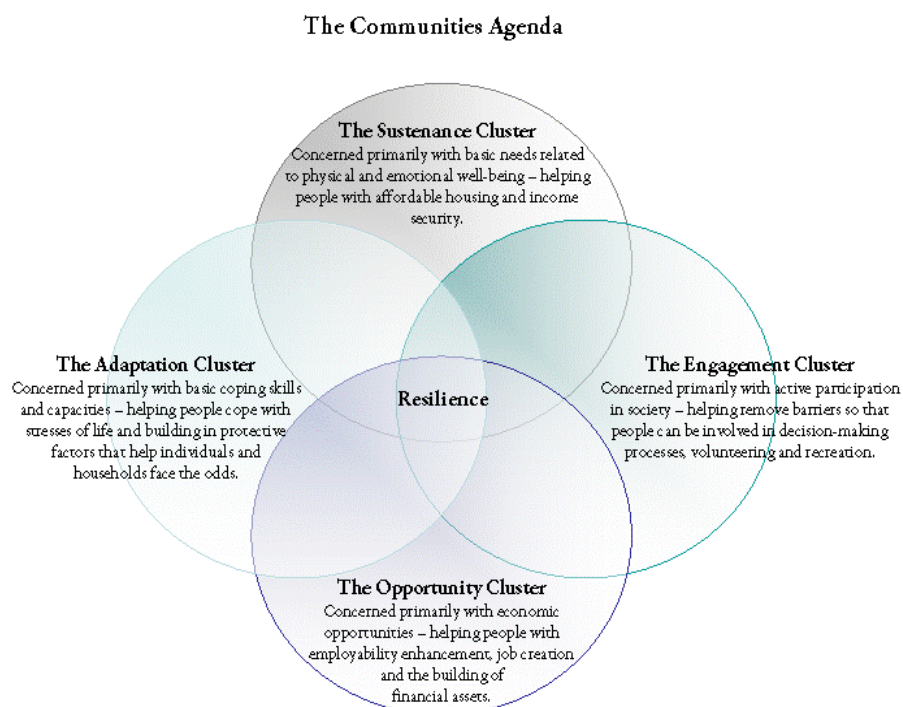 The Communities Agenda
The Sustenance Cluster
Concerned primarily with basic needs related
to physical and emotional well-being – helping
people with affordable housing and income
security.
The Adaptation Cluster
Concerned primarily with basic coping skills
and capacities – helping people cope with
stresses of life and building in protective
factors that help individuals and
households face the odds.
Resilience
The Engagement Cluster
Concerned primarily with active participation
in society – helping remove barriers so that
people can be involved in decision-making
processes, volunteering and recreation.
The Opportunity Cluster
Concerned primarily with economic
opportunities – helping people with
employability enhancement, job creation
and the building of
financial assets.